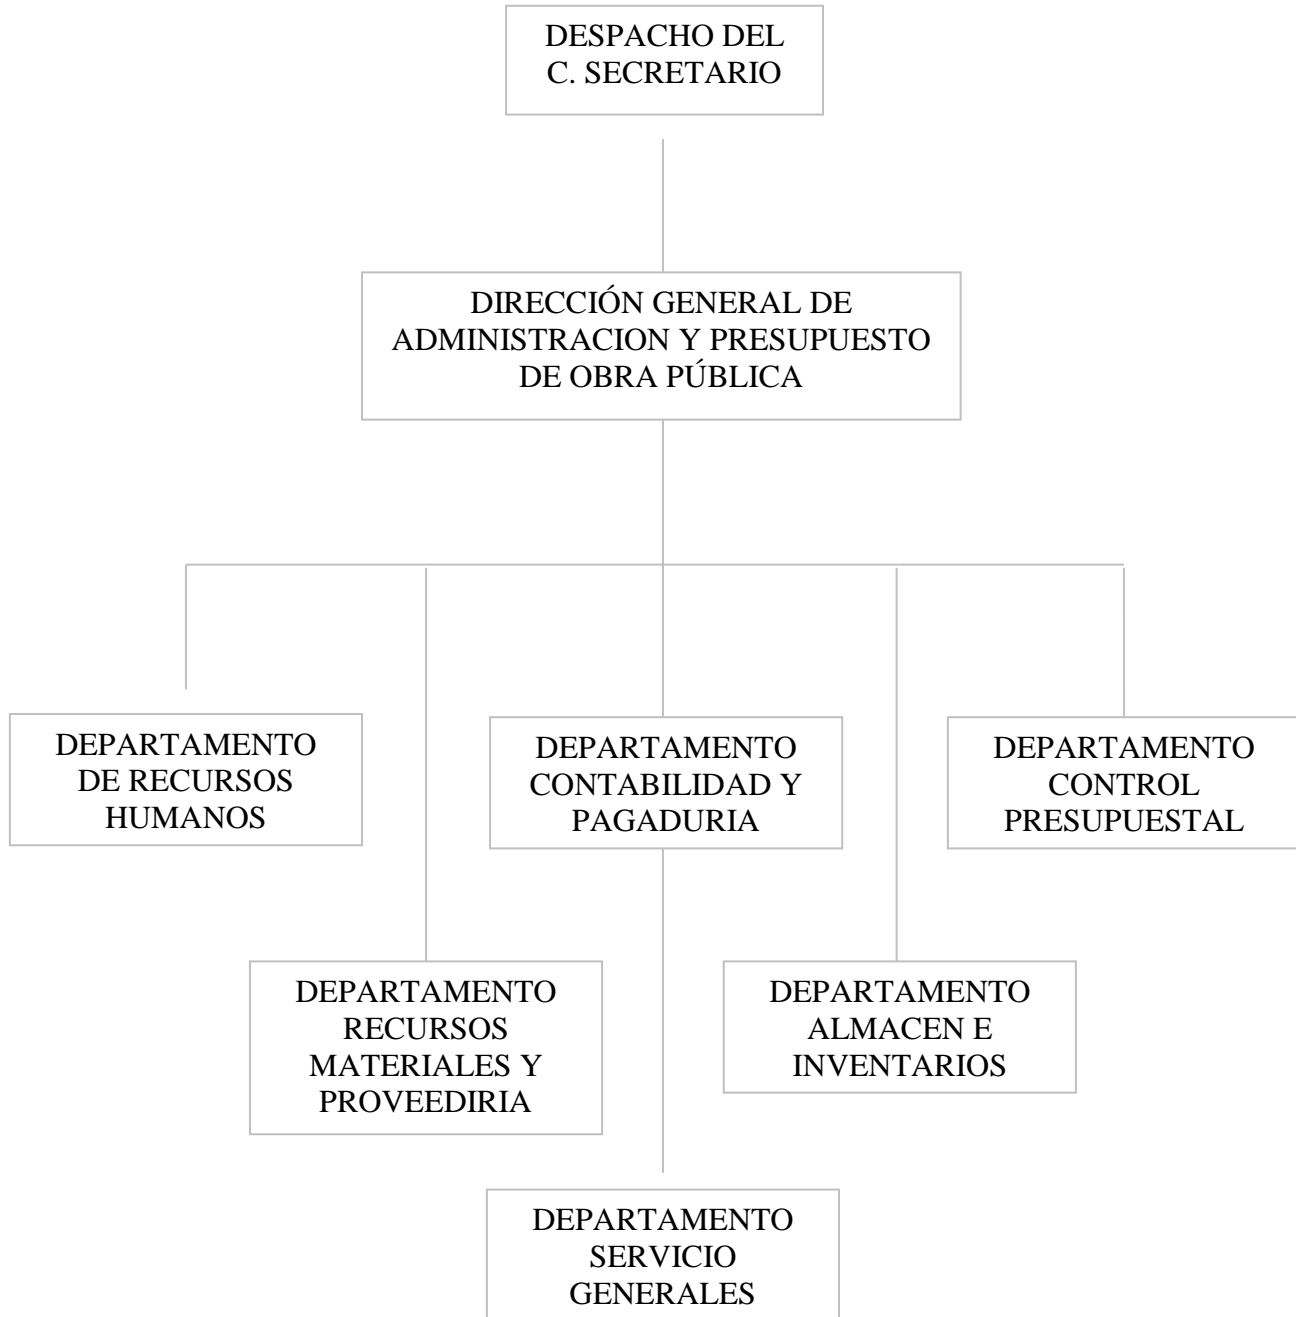 DESPACHO DEL
C. SECRETARIO
DIRECCIÓN GENERAL DE
ADMINISTRACION Y PRESUPUESTO
DE OBRA PÚBLICA
DEPARTAMENTO
DE RECURSOS
HUMANOS
DEPARTAMENTO
CONTABILIDAD Y
PAGADURIA
DEPARTAMENTO
CONTROL
PRESUPUESTAL
DEPARTAMENTO
RECURSOS
MATERIALES Y
PROVEEDIRIA
DEPARTAMENTO
ALMACEN E
INVENTARIOS
DEPARTAMENTO
SERVICIO
GENERALES